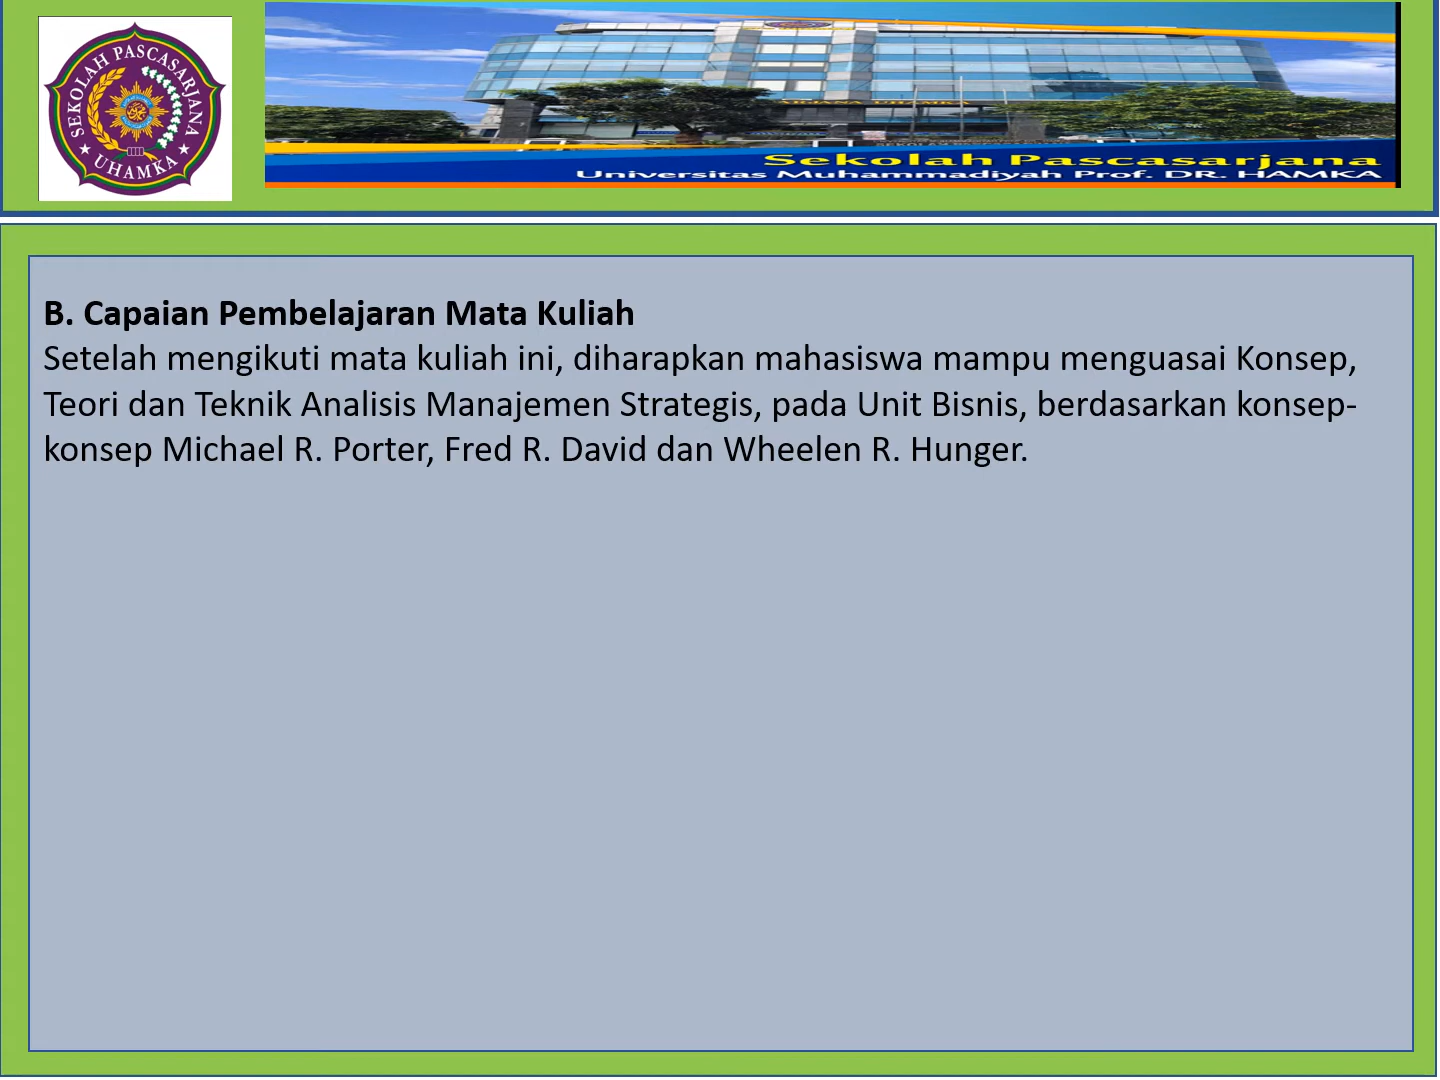 SEKOLAH PASCASARJANA
UHAMKA
Sekolah Pascasarjana
Universitas Muhammadiyah Prof. DR. HAMKA
B. Capaian Pembelajaran Mata Kuliah
Setelah mengikuti mata kuliah ini, diharapkan mahasiswa mampu menguasai Konsep,
Teori dan Teknik Analisis Manajemen Strategis, pada Unit Bisnis, berdasarkan konsep-
konsep Michael R. Porter, Fred R. David dan Wheelen R. Hunger.